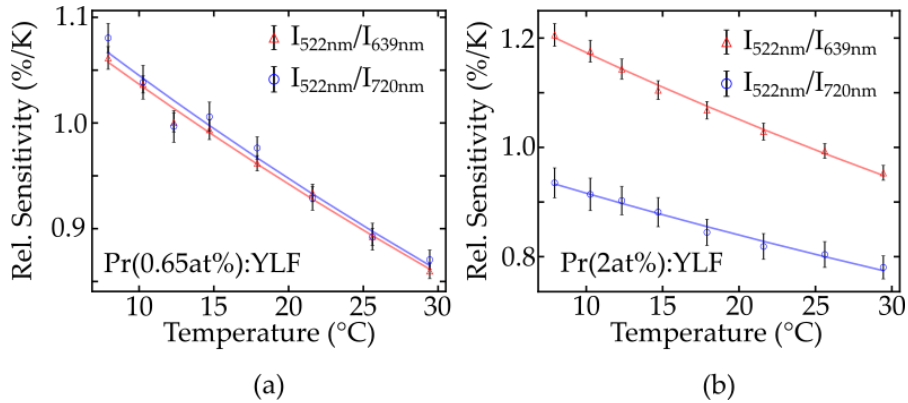 (a)
Rel. Sensitivity (%/K)
1.1
1.0
0.9
I522nm/I639nm
I522nm/I720nm
Pr(0.65at%):YLF
10 15 20 25 30
Temperature (°C)
(a)
(b)
Rel. Sensitivity (%/K)
1.2
1.0
0.8
I522nm/I639nm
I522nm/I720nm
Pr(2at%):YLF
10 15 20 25 30
Temperature (°C)
(b)